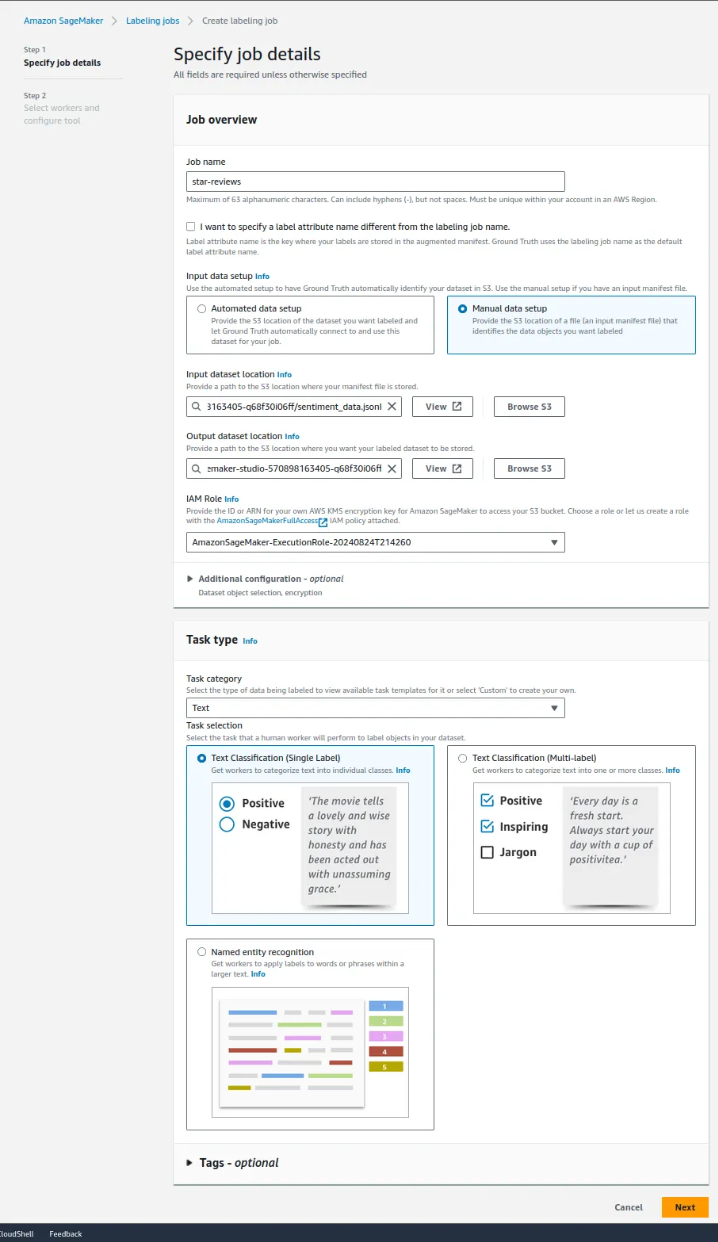 Amazon SageMaker > Labeling jobs > Create labeling job
Step 1
Specify job details
Step 2
Select workers and
configure tool
Specify job details
All fields are required unless otherwise specified
Job overview
Job name
star-reviews
Maximum of 63 alphanumeric characters. Can include hyphens (-), but not spaces. Must be unique within your account in an AWS Region.
I want to specify a label attribute name different from the labeling job name.
Label attribute name is the key where your labels are stored in the augmented manifest. Ground Truth uses the labeling job name as the default
label attribute name.
Input data setup Info
Use the automated setup to have Ground Truth automatically identify your dataset in S3. Use the manual setup if you have an input manifest file.
Automated data setup
Provide the S3 location of the dataset you want labeled and
let Ground Truth automatically connect to and use this
dataset for your job.
Manual data setup
Provide the S3 location of a file (an input manifest file) that
identifies the data objects you want labeled
Input dataset location Info
Provide a path to the S3 location where your manifest file is stored.
3163405-q68f30i06ff/sentiment_data.jsonl
View
Browse S3
Output dataset location Info
Provide a path to the S3 location where you want your labeled dataset to be stored.
emaker-studio-570898163405-q68f30i06ff
View
Browse S3
IAM Role Info
Provide the ID or ARN for your own AWS KMS encryption key for Amazon SageMaker to access your S3 bucket. Choose a role or let us create a role
with the AmazonSageMakerFullAccess IAM policy attached.
AmazonSageMaker-ExecutionRole-20240824T214260
Additional configuration - optional
Dataset object selection, encryption
Task type Info
Task category
Select the type of data being labeled to view available task templates for it or select 'Custom' to create your own.
Text
Task selection
Select the task that a human worker will perform to label objects in your dataset.
Text Classification (Single Label)
Get workers to categorize text into individual classes. Info
Positive
Negative
'The movie tells
a lovely and wise
story with
honesty and has
been acted out
with unassuming
grace.'
Text Classification (Multi-label)
Get workers to categorize text into one or more classes. Info
Positive
Inspiring
Jargon
'Every day is a
fresh start.
Always start your
day with a cup of
positivitea.'
Named entity recognition
Get workers to apply labels to words or phrases within a
larger text. Info
1
2
3
4
5
Tags - optional
Cancel
Next
CloudShell
Feedback